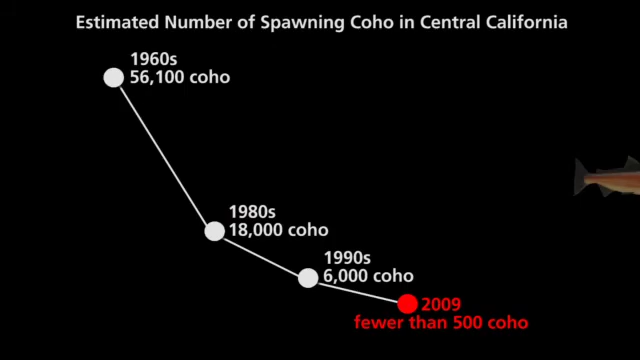 Estimated Number of Spawning Coho in Central California
1960s
56,100 coho
1980s
18,000 coho
1990s
6,000 coho
2009
fewer than 500 coho